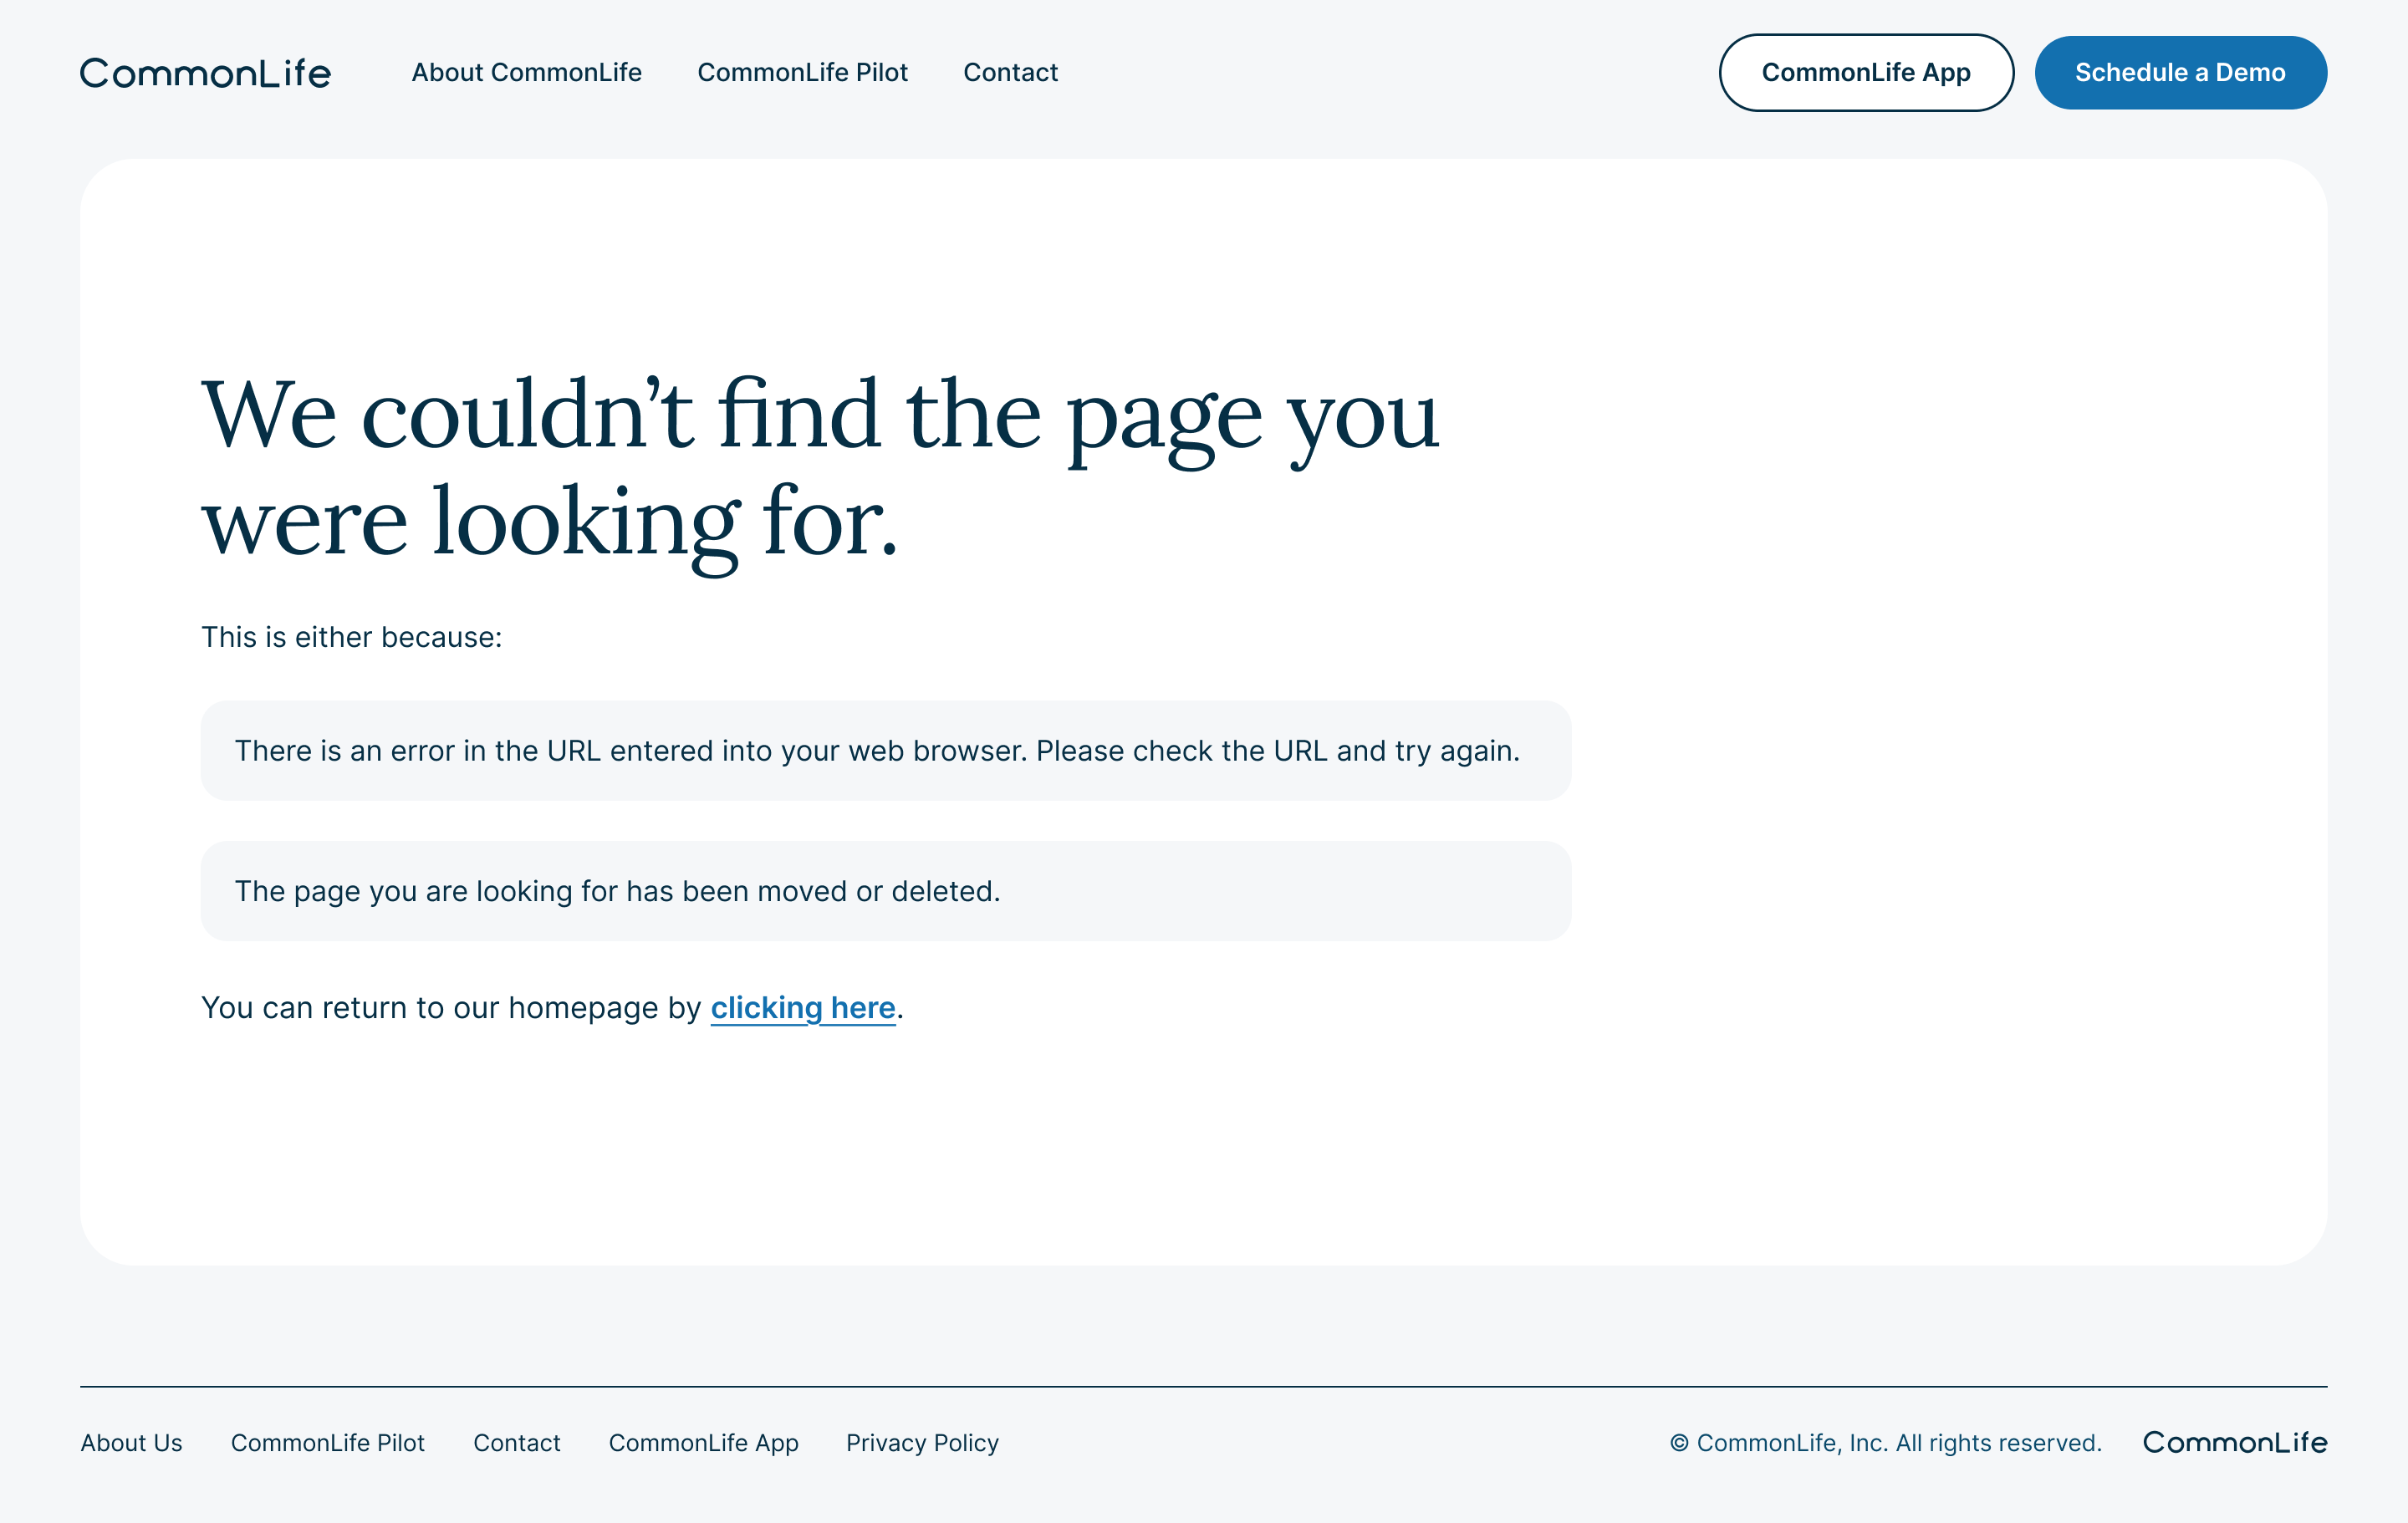 CommonLife
About CommonLife
CommonLife Pilot
Contact
CommonLife App
Schedule a Demo
We couldn’t find the page you
were looking for.
This is either because:
There is an error in the URL entered into your web browser. Please check the URL and try again.
The page you are looking for has been moved or deleted.
You can return to our homepage by clicking here.
About Us
CommonLife Pilot
Contact
CommonLife App
Privacy Policy
© CommonLife, Inc. All rights reserved.
CommonLife